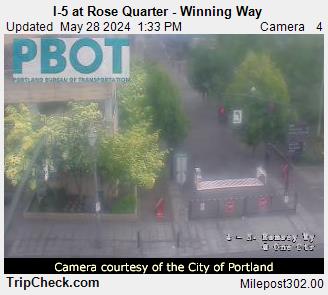 I-5 at Rose Quarter - Winning Way
Updated May 28 2024 1:33 PM Camera 4
PBOT
PORTLAND BUREAU OF TRANSPORTATION
Camera courtesy of the City of Portland
TripCheck.com Milepost302.00